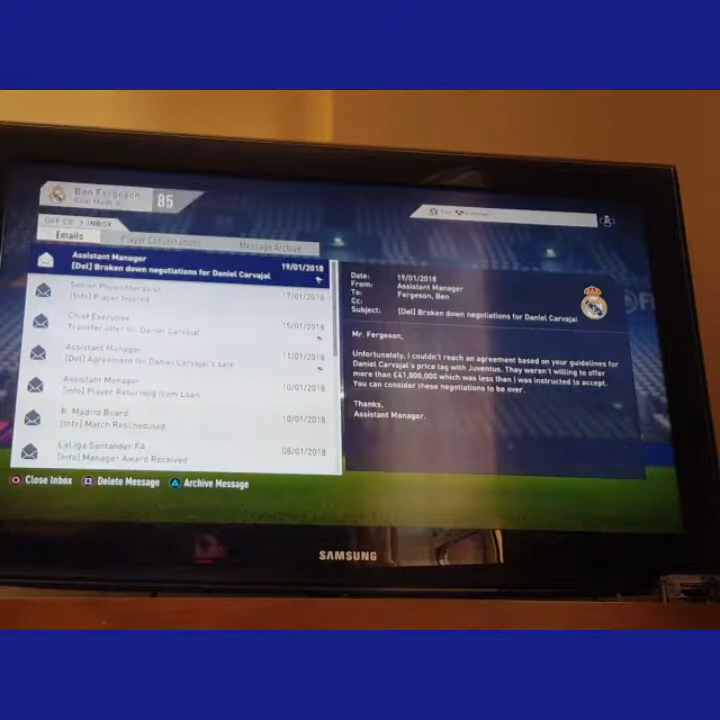 Ben Fergeson
85
OFFICE > INBOX
Emails
Player Conversations
Message Archive
Assistant Manager
[Del] Broken down negotiations for Daniel Carvajal
19/01/2018
Senior Physiotherapist
[Info] Player Injured
17/01/2018
Chief Executive
Transfer offer for Daniel Carvajal
15/01/2018
Assistant Manager
[Del] Agreement for Daniel Carvajal's sale
11/01/2018
Assistant Manager
[Info] Player Returning from Loan
10/01/2018
R. Madrid Board
[Info] Match Rescheduled
10/01/2018
LaLiga Santander FA
[Info] Manager Award Received
08/01/2018
Close Inbox Delete Message Archive Message
Date: 19/01/2018
From: Assistant Manager
To: Fergeson, Ben
Cc:
Subject: [Del] Broken down negotiations for Daniel Carvajal
Mr. Fergeson,
Unfortunately, I couldn't reach an agreement based on your guidelines for
Daniel Carvajal's price tag with Juventus. They weren't willing to offer
more than £41,800,000 which was less than I was instructed to accept.
You can consider these negotiations to be over.
Thanks,
Assistant Manager.
SAMSUNG